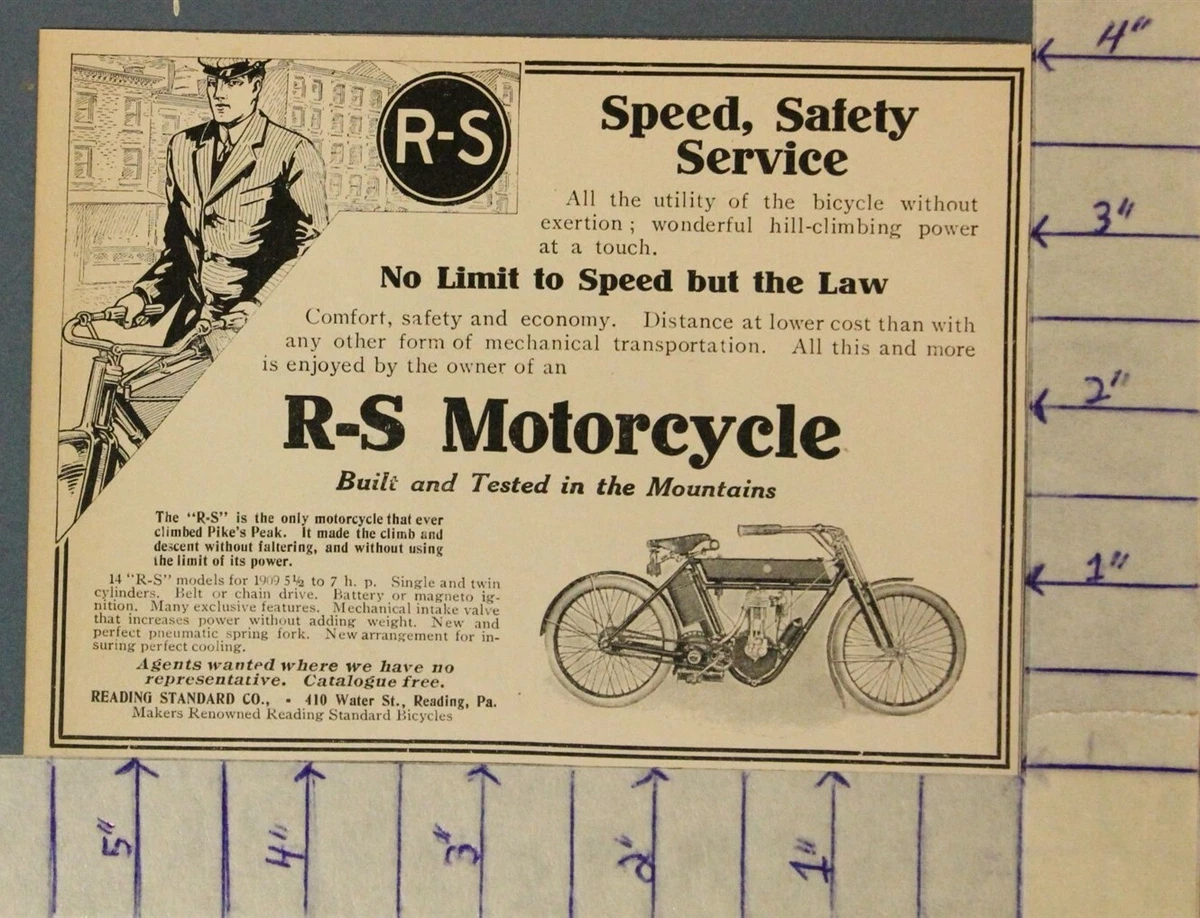 R-S
Speed, Safety
Service
All the utility of the bicycle without
exertion; wonderful hill-climbing power
at a touch.
No Limit to Speed but the Law
Comfort, safety and economy. Distance at lower cost than with
any other form of mechanical transportation. All this and more
is enjoyed by the owner of an
R-S Motorcycle
Built and Tested in the Mountains
The "R-S" is the only motorcycle that ever
climbed Pike's Peak. It made the climb and
descent without faltering, and without using
the limit of its power.
14 "R-S" models for 1909 5½ to 7 h. p. Single and twin
cylinders. Belt or chain drive. Battery or magneto ig-
nition. Many exclusive features. Mechanical intake valve
that increases power without adding weight. New and
perfect pneumatic spring fork. New arrangement for in-
suring perfect cooling.
Agents wanted where we have no
representative. Catalogue free.
READING STANDARD CO., - 410 Water St., Reading, Pa.
Makers Renowned Reading Standard Bicycles
4"
3"
2"
1"
5"
4"
3"
2"
1"